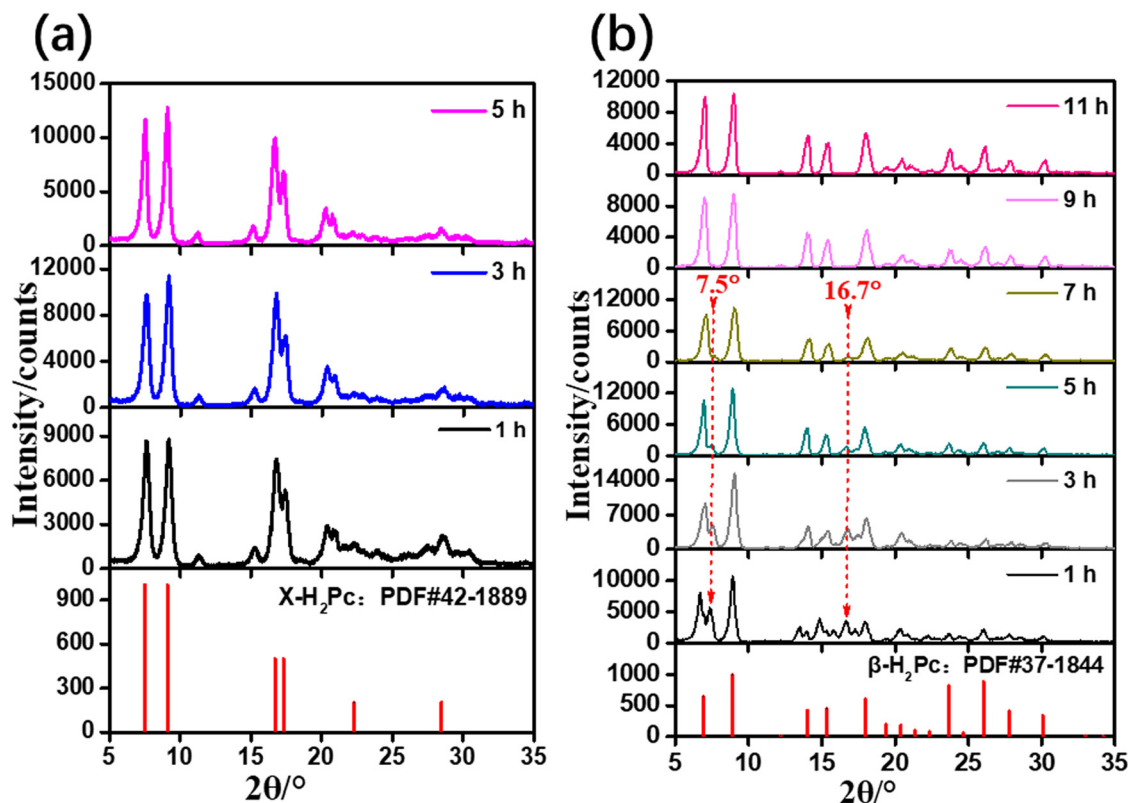 (a)
Intensity/counts
15000
10000
5000
0
5 h
12000
8000
4000
0
3 h
9000
6000
3000
0
1 h
900
600
300
0
X-H₂Pc：PDF#42-1889
5 10 15 20 25 30 35
2θ/°
(b)
Intensity/counts
12000
8000
4000
0
11 h
8000
4000
0
9 h
12000
6000
0
7.5°
16.7°
7 h
12000
6000
0
5 h
14000
7000
0
3 h
10000
5000
0
1 h
1000
500
0
β-H₂Pc：PDF#37-1844
5 10 15 20 25 30 35
2θ/°